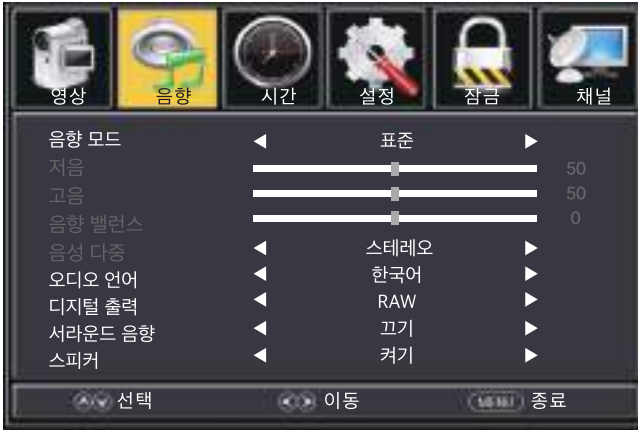 영상 음향 시간 설정 잠금 채널
음향 모드 표준
저음 50
고음 50
음향 밸런스 0
음성 다중 스테레오
오디오 언어 한국어
디지털 출력 RAW
서라운드 음향 끄기
스피커 켜기
선택 이동 MENU 종료